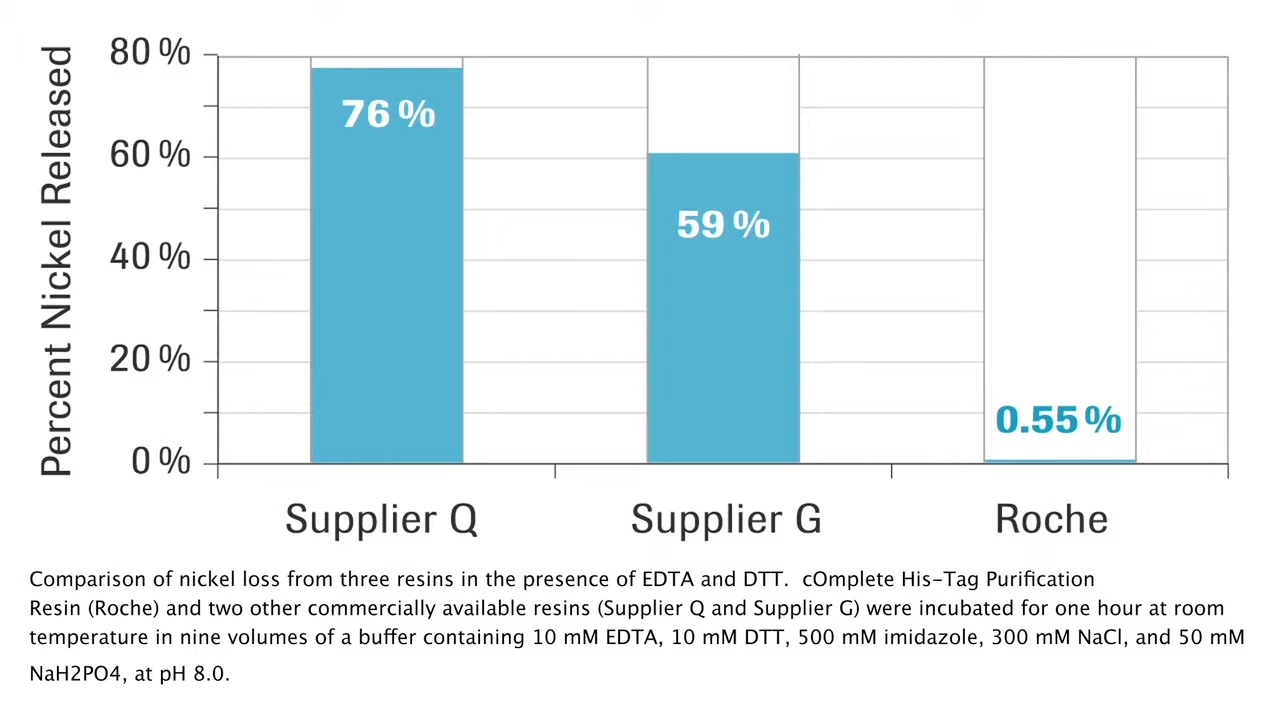 Percent Nickel Released
80 %
60 %
40 %
20 %
0 %
76 %
59 %
0.55 %
Supplier Q
Supplier G
Roche
Comparison of nickel loss from three resins in the presence of EDTA and DTT.  cOmplete His-Tag Purification
Resin (Roche) and two other commercially available resins (Supplier Q and Supplier G) were incubated for one hour at room
temperature in nine volumes of a buffer containing 10 mM EDTA, 10 mM DTT, 500 mM imidazole, 300 mM NaCl, and 50 mM
NaH2PO4, at pH 8.0.